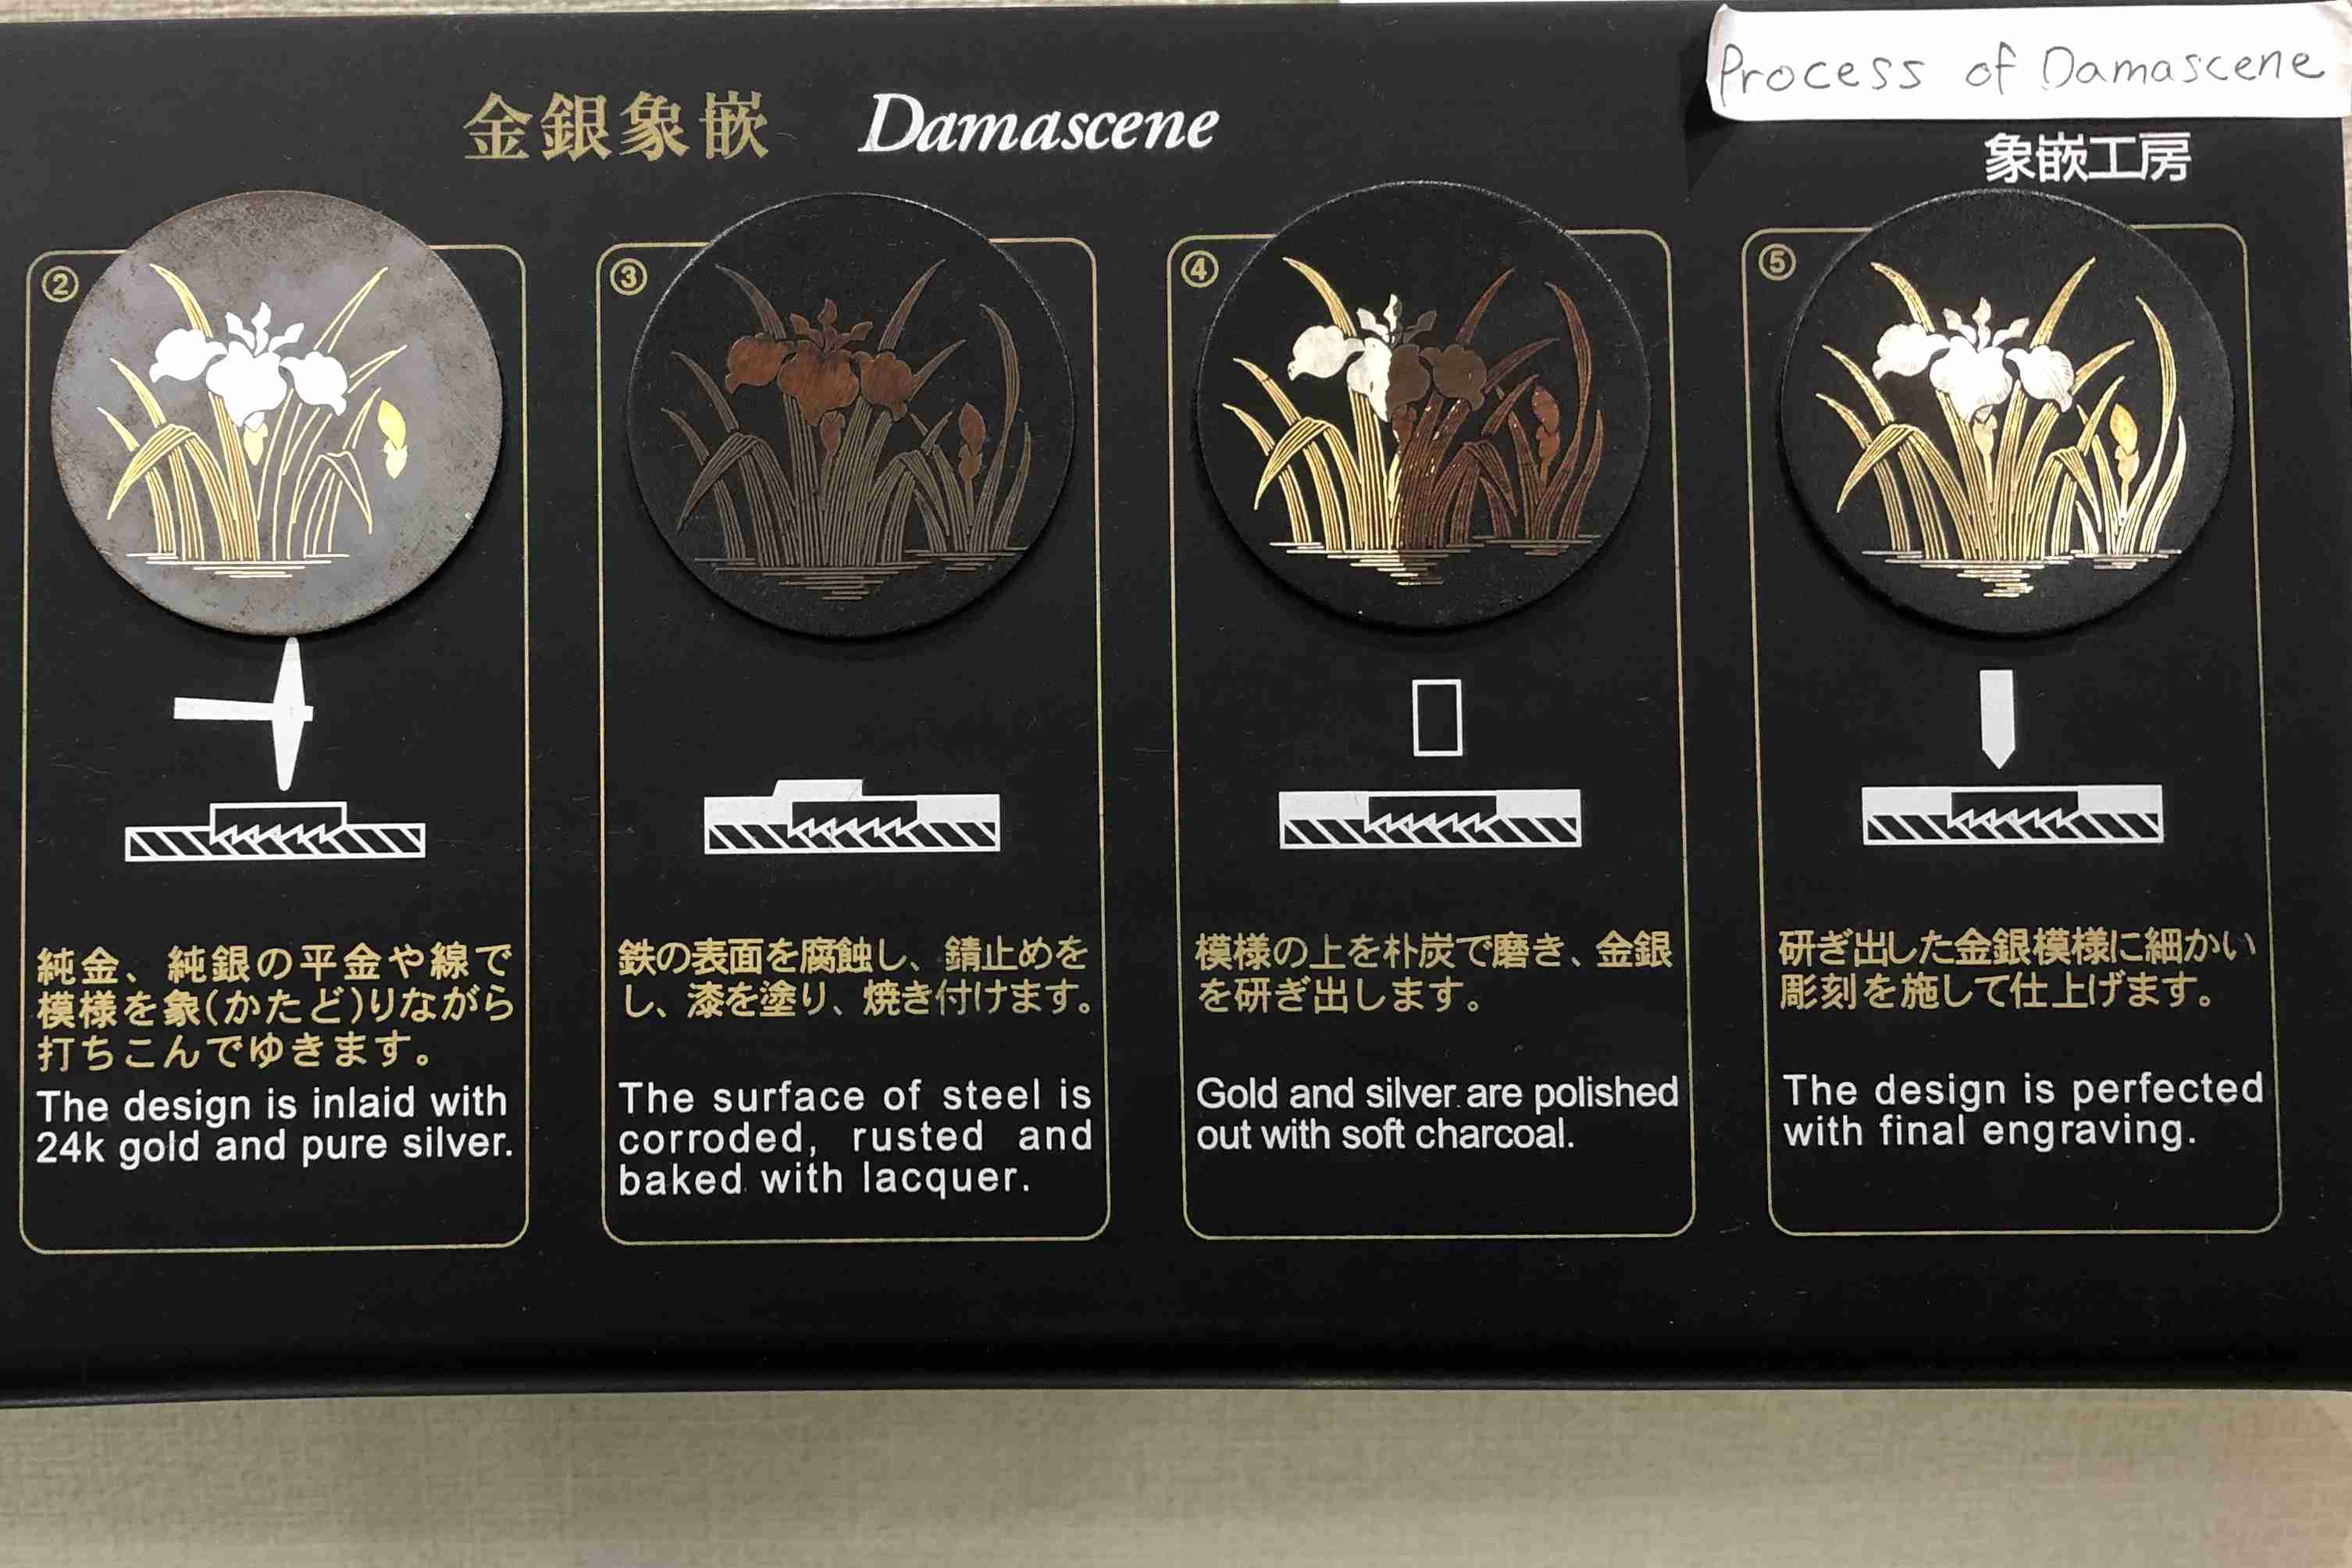 Process of Damascene
金銀象嵌 Damascene
象嵌工房
②
純金、純銀の平金や線で
模様を象(かたど)りながら
打ちこんでゆきます。
The design is inlaid with
24k gold and pure silver.
③
鉄の表面を腐蝕し、錆止めを
し、漆を塗り、焼き付けます。
The surface of steel is
corroded, rusted and
baked with lacquer.
④
模様の上を朴炭で磨き、金銀
を研ぎ出します。
Gold and silver are polished
out with soft charcoal.
⑤
研ぎ出した金銀模様に細かい
彫刻を施して仕上げます。
The design is perfected
with final engraving.